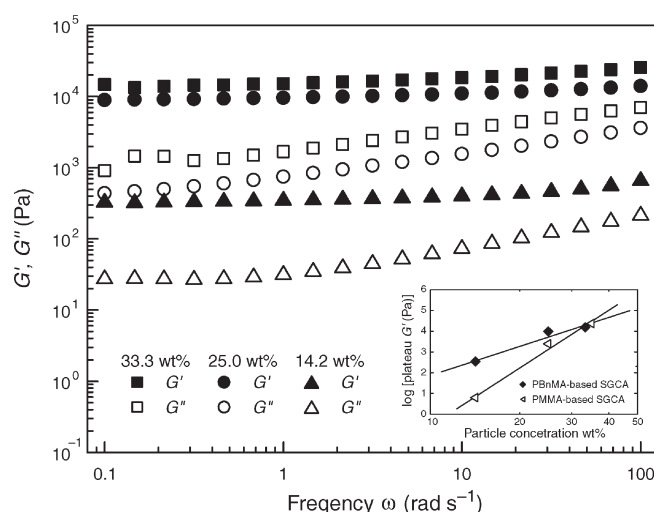 10^5
10^4
10^3
10^2
10^1
10^0
10^−1
G′, G″ (Pa)
33.3 wt% 25.0 wt% 14.2 wt%
G′ G′ G′
G″ G″ G″
0.1 1 10 100
Freqency ω (rad s^−1)
6
5
4
3
2
1
0
log [plateau G′ (Pa)]
PBnMA-based SGCA
PMMA-based SGCA
10 20 30 40 50
Particle concetration wt%